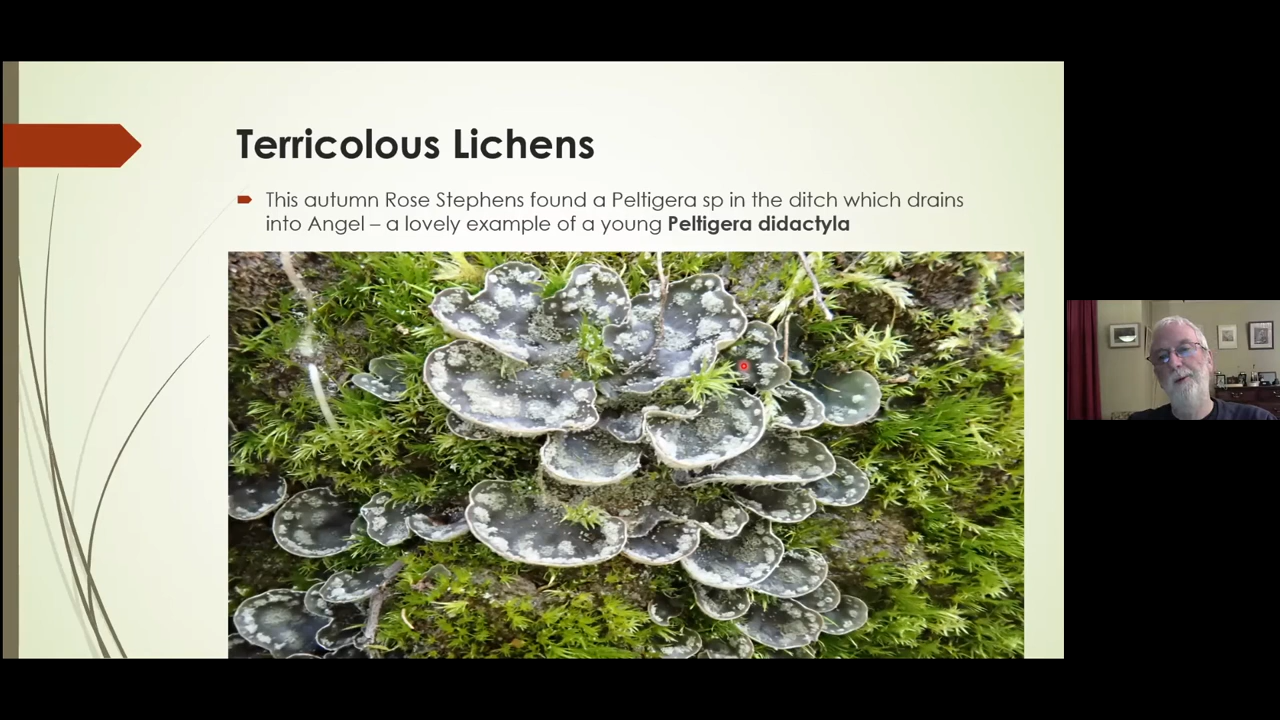 Terricolous Lichens
This autumn Rose Stephens found a Peltigera sp in the ditch which drains
into Angel – a lovely example of a young Peltigera didactyla